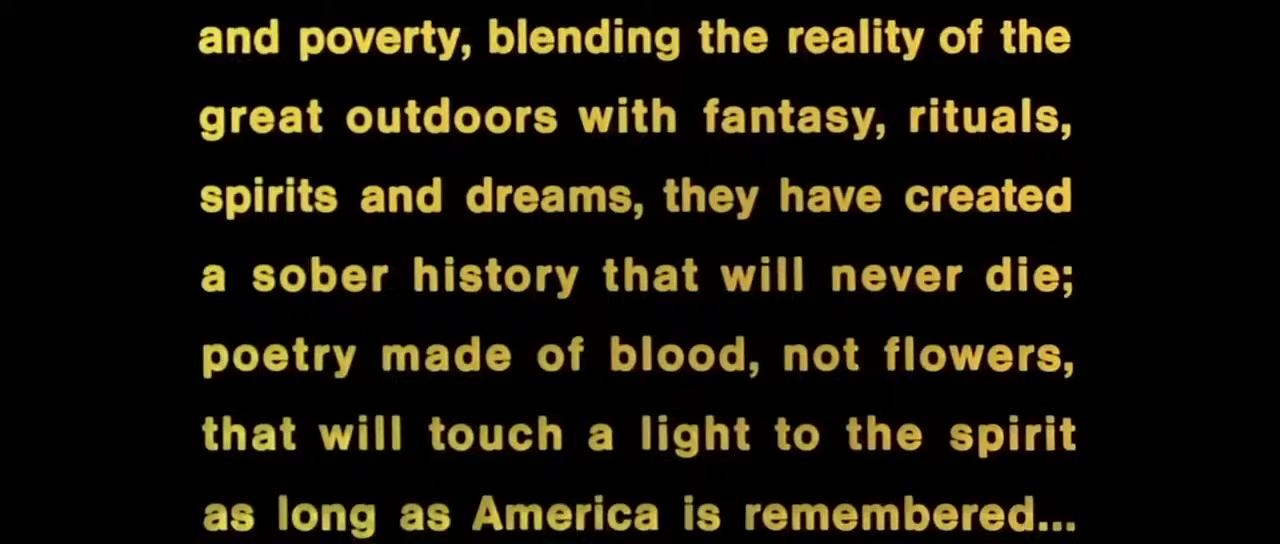 and poverty, blending the reality of the
great outdoors with fantasy, rituals,
spirits and dreams, they have created
a sober history that will never die;
poetry made of blood, not flowers,
that will touch a light to the spirit
as long as America is remembered...